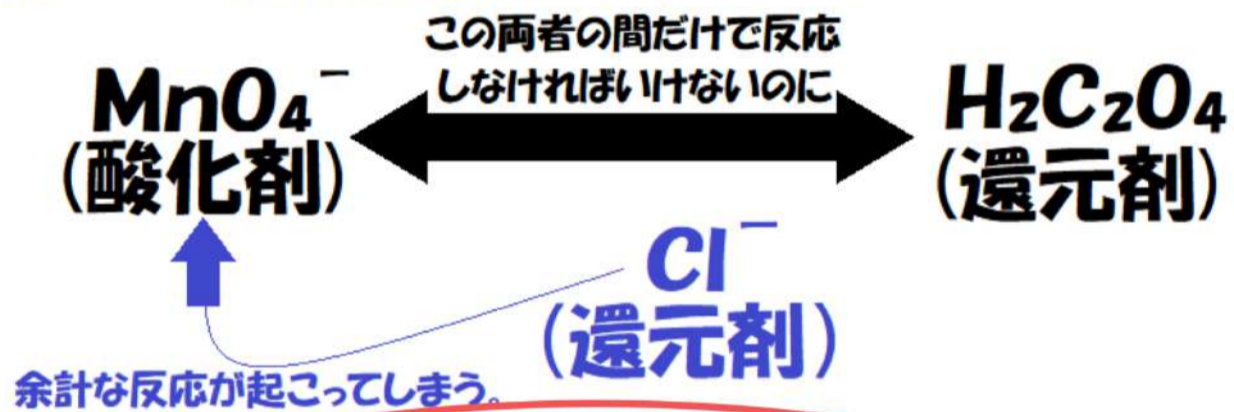 この両者の間だけで反応
しなければいけないのに
MnO₄⁻
(酸化剤)
H₂C₂O₄
(還元剤)
Cl⁻
(還元剤)
余計な反応が起こってしまう。